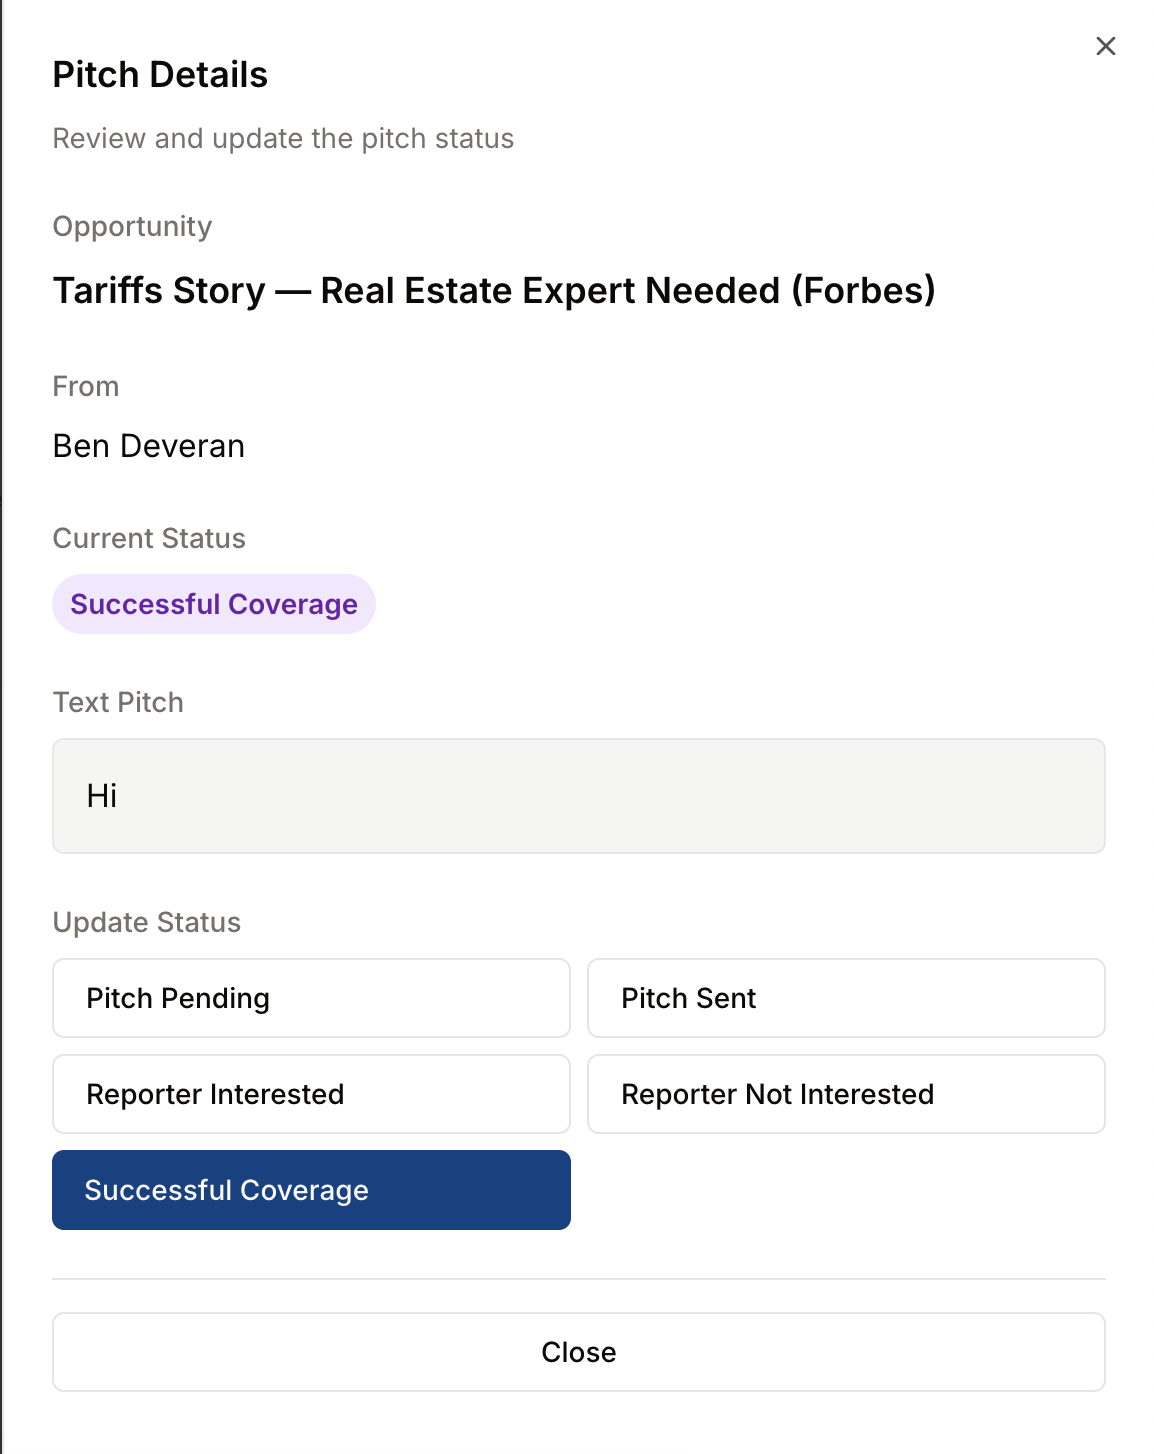 Pitch Details
Review and update the pitch status
Opportunity
Tariffs Story — Real Estate Expert Needed (Forbes)
From
Ben Deveran
Current Status
Successful Coverage
Text Pitch
Hi
Update Status
Pitch Pending
Pitch Sent
Reporter Interested
Reporter Not Interested
Successful Coverage
Close